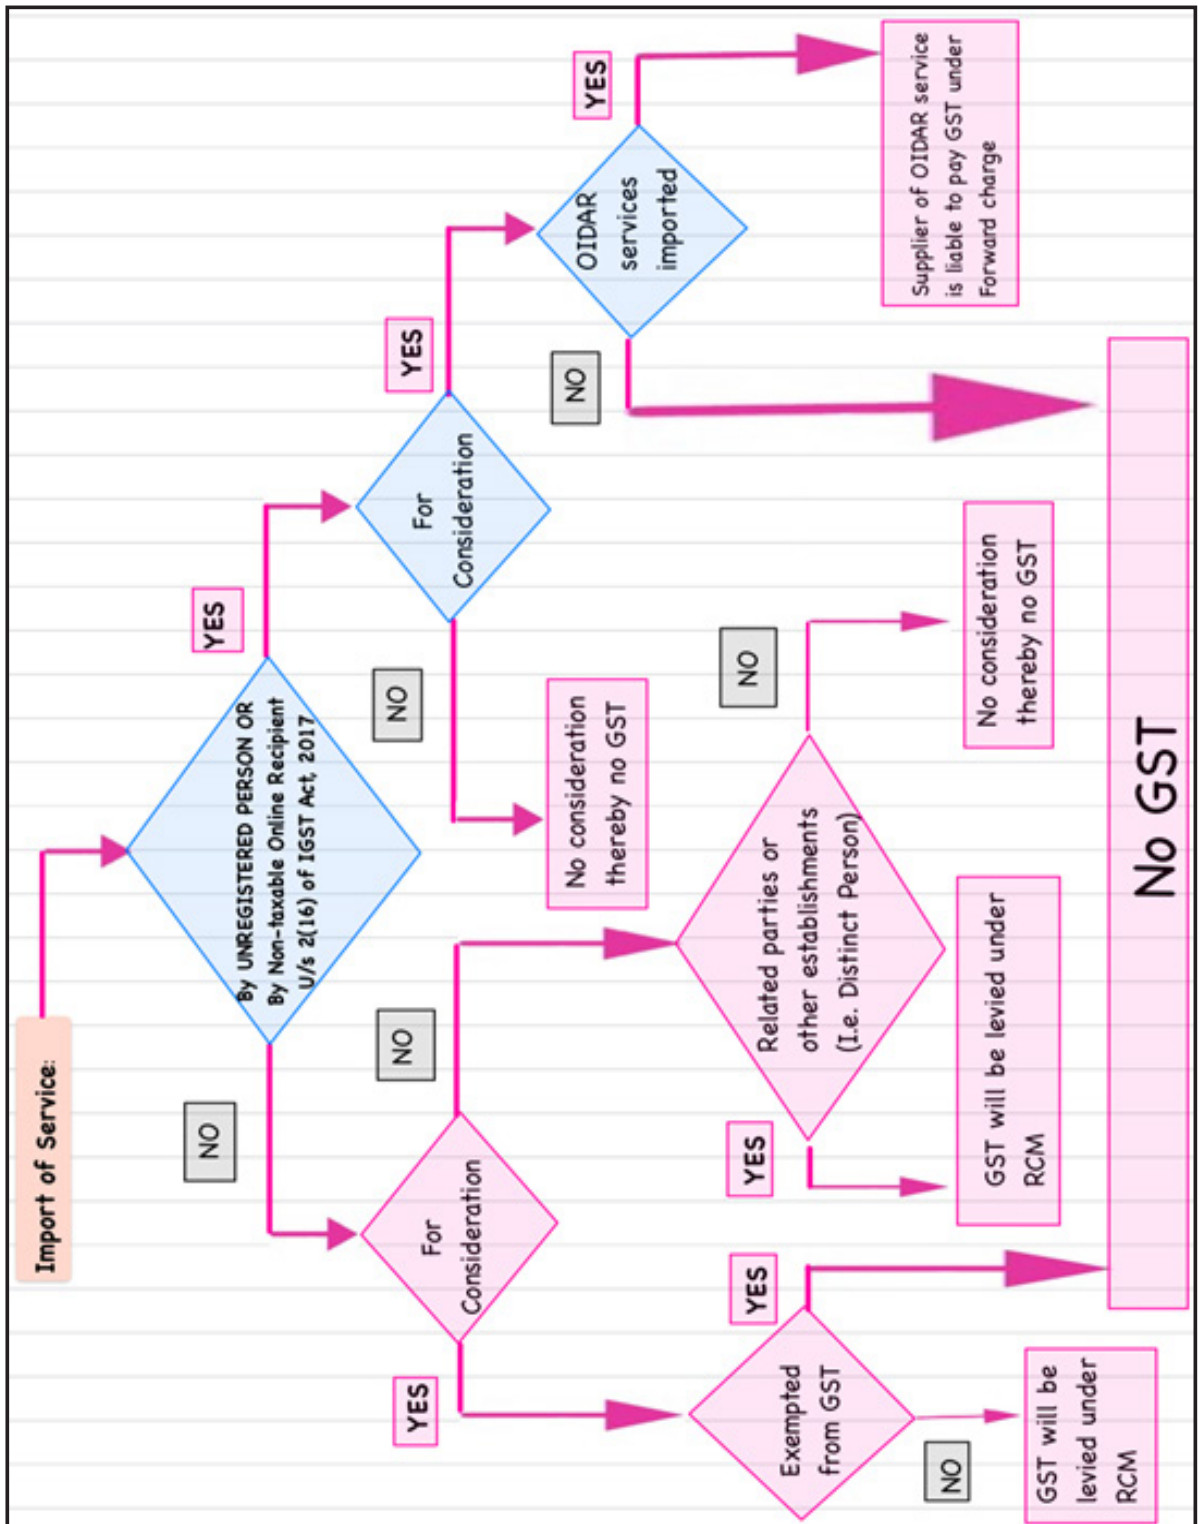 Import of Service:
By UNREGISTERED PERSON OR
By Non-taxable Online Recipient
U/s 2(16) of IGST Act, 2017
NO
YES
For
Consideration
For
Consideration
YES
NO
NO
YES
OIDAR
services
imported
NO
YES
No consideration
thereby no GST
Exempted
from GST
Related parties or
other establishments
(I.e. Distinct Person)
YES
YES
NO
NO
Supplier of OIDAR service
is liable to pay GST under
Forward charge
GST will be levied under
RCM
No consideration
thereby no GST
GST will be
levied under
RCM
No GST